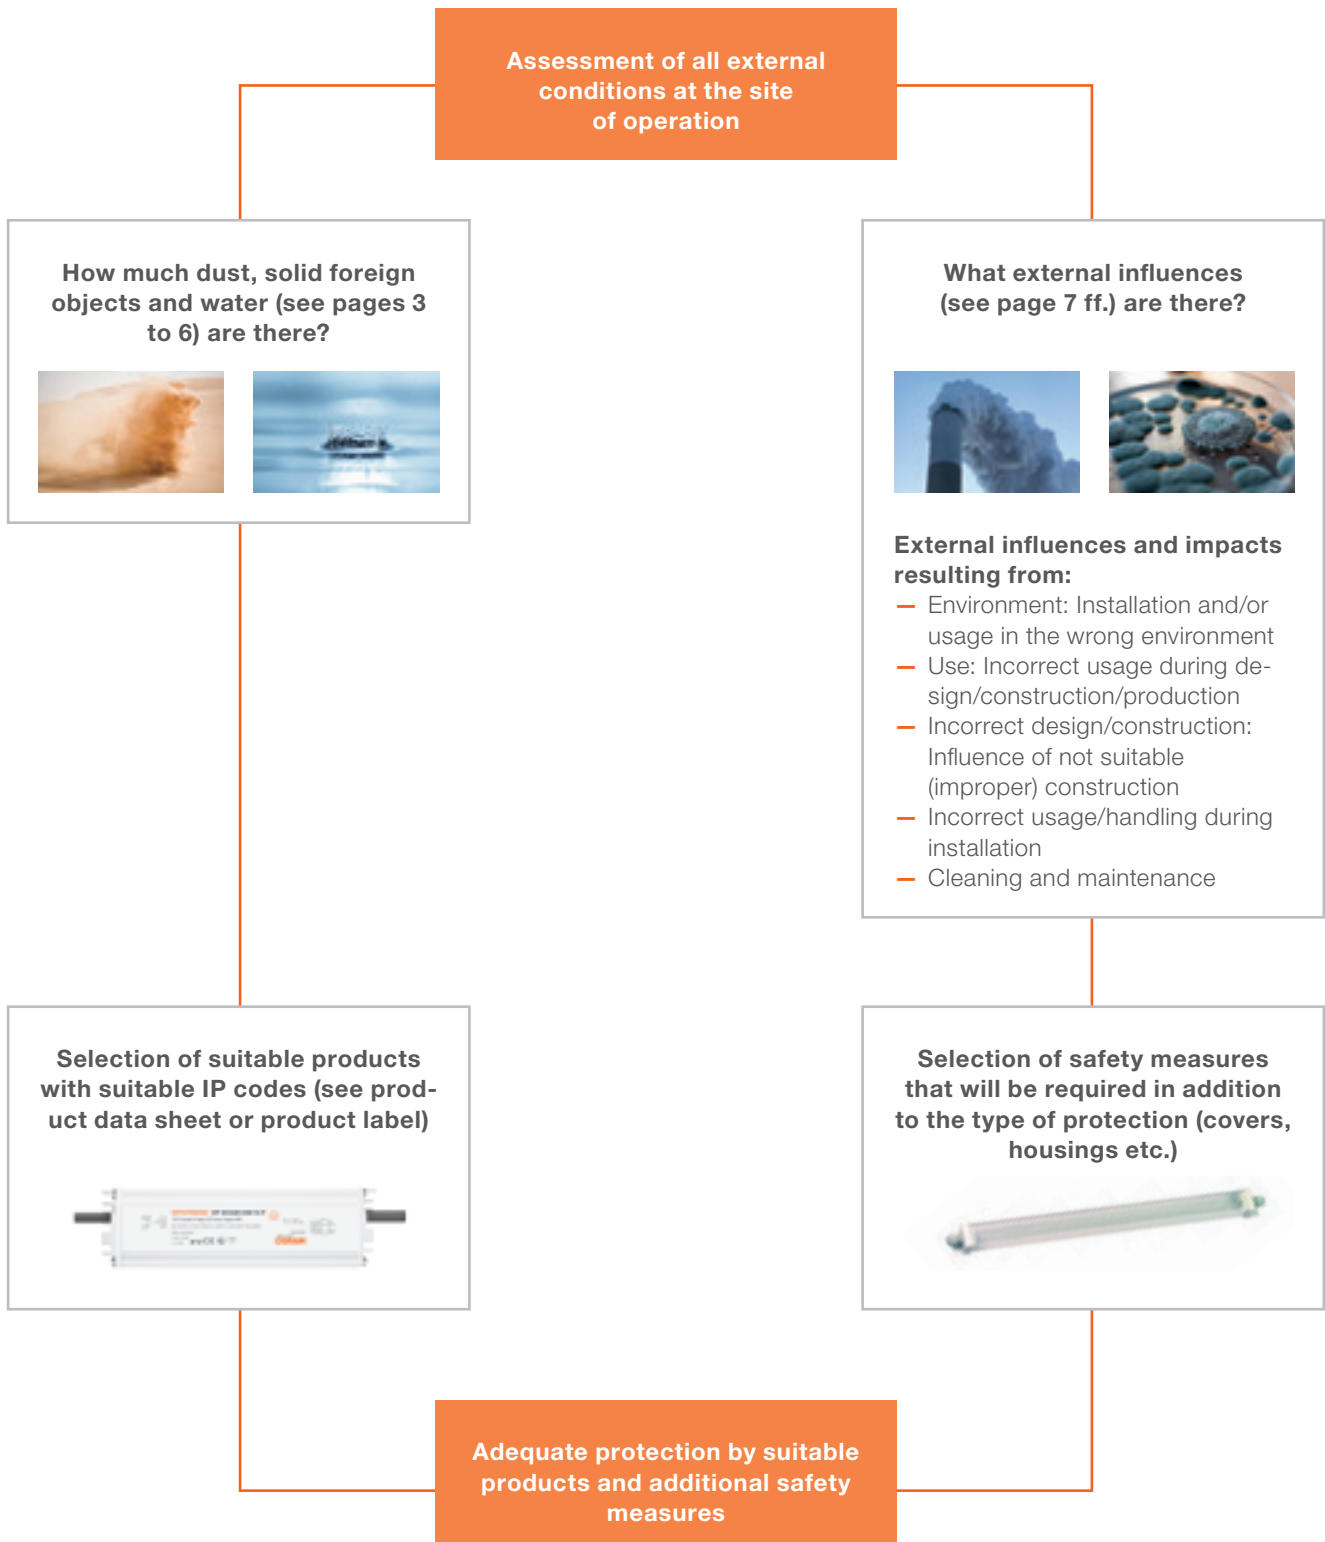 Assessment of all external
conditions at the site
of operation
How much dust, solid foreign
objects and water (see pages 3
to 6) are there?
What external influences
(see page 7 ff.) are there?
External influences and impacts
resulting from:
— Environment: Installation and/or
usage in the wrong environment
— Use: Incorrect usage during de-
sign/construction/production
— Incorrect design/construction:
Influence of not suitable
(improper) construction
— Incorrect usage/handling during
installation
— Cleaning and maintenance
Selection of suitable products
with suitable IP codes (see prod-
uct data sheet or product label)
OSRAM
Selection of safety measures
that will be required in addition
to the type of protection (covers,
housings etc.)
Adequate protection by suitable
products and additional safety
measures